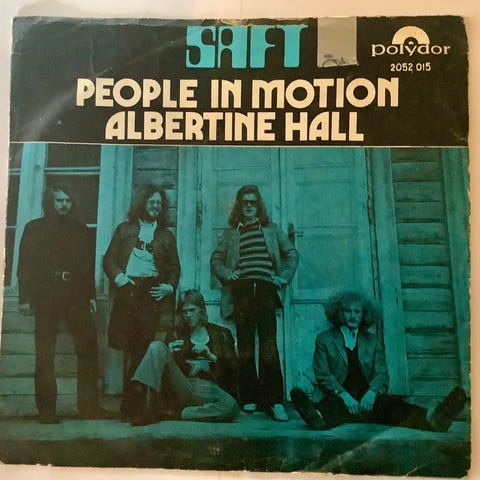 SAFT
polydor
2052 015
PEOPLE IN MOTION
ALBERTINE HALL